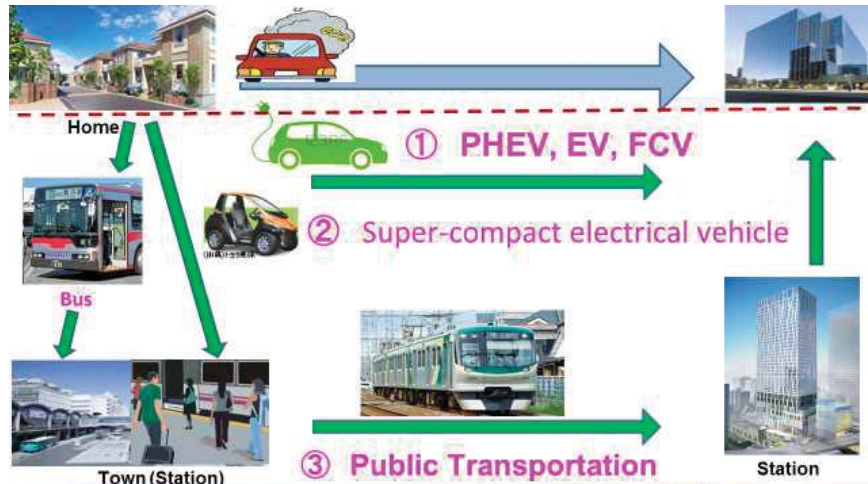 Home
① PHEV, EV, FCV
② Super-compact electrical vehicle
Bus
③ Public Transportation
Town (Station)
Station